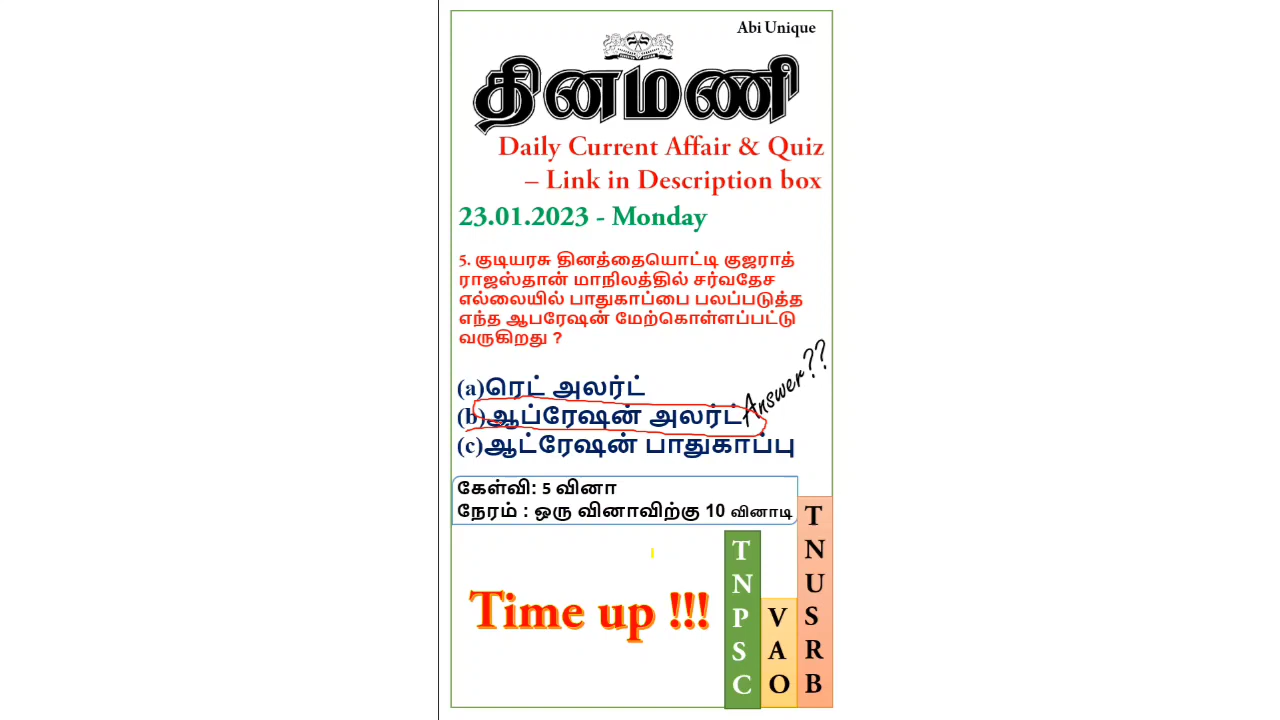 Abi Unique
தினமணி
Daily Current Affair & Quiz
– Link in Description box
23.01.2023 - Monday
5. குடியரசு தினத்தையொட்டி குஜராத்
ராஜஸ்தான் மாநிலத்தில் சர்வதேச
எல்லையில் பாதுகாப்பை பலப்படுத்த
எந்த ஆபரேஷன் மேற்கொள்ளப்பட்டு
வருகிறது ?
Answer??
(a)ரெட் அலர்ட்
(b)ஆப்ரேஷன் அலர்ட்
(c)ஆட்ரேஷன் பாதுகாப்பு
கேள்வி: 5 வினா
நேரம் : ஒரு வினாவிற்கு 10 வினாடி
Time up !!!
TNPSC
VAO
TNUSRB